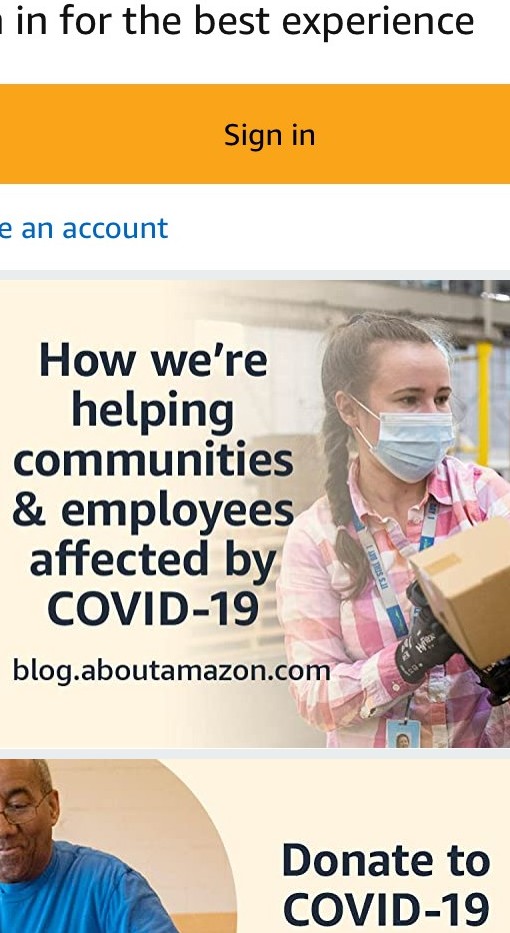 in for the best experience
Sign in
an account
How we're
helping
communities
& employees
affected by
COVID-19
blog.aboutamazon.com
Donate to
COVID-19